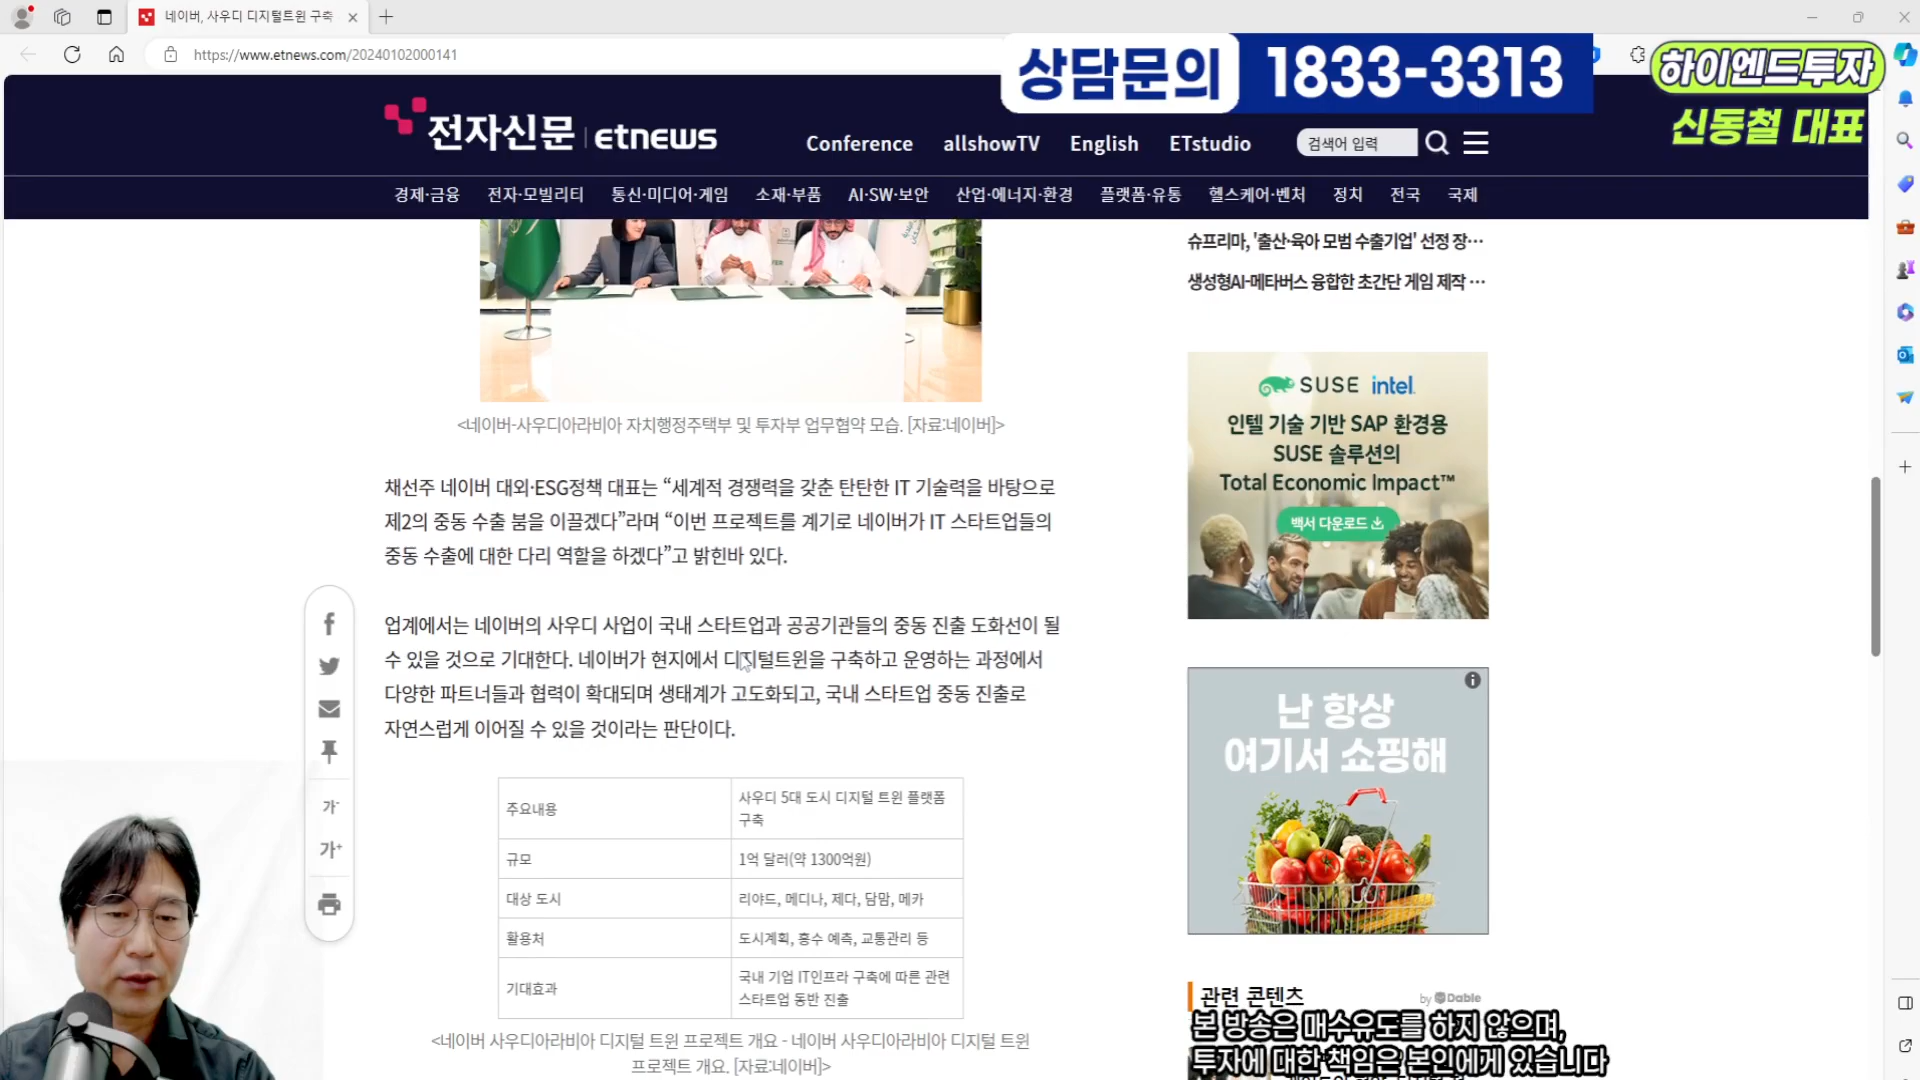 네이버, 사우디 디지털트윈 구축
https://www.etnews.com/20240102000141
상담문의 1833-3313
하이엔드투자
신동철 대표
전자신문 etnews
Conference allshowTV English ETstudio 검색어 입력
경제·금융 전자·모빌리티 통신·미디어·게임 소재·부품 AI·SW·보안 산업·에너지·환경 플랫폼·유통 헬스케어·벤처 정치 전국 국제
슈프리마, '출산·육아 모범 수출기업' 선정 장…
생성형AI-메타버스 융합한 초간단 게임 제작 …
<네이버-사우디아라비아 자치행정주택부 및 투자부 업무협약 모습. [자료:네이버]>
채선주 네이버 대외·ESG정책 대표는 “세계적 경쟁력을 갖춘 탄탄한 IT 기술력을 바탕으로
제2의 중동 수출 붐을 이끌겠다”라며 “이번 프로젝트를 계기로 네이버가 IT 스타트업들의
중동 수출에 대한 다리 역할을 하겠다”고 밝힌바 있다.
업계에서는 네이버의 사우디 사업이 국내 스타트업과 공공기관들의 중동 진출 도화선이 될
수 있을 것으로 기대한다. 네이버가 현지에서 디지털트윈을 구축하고 운영하는 과정에서
다양한 파트너들과 협력이 확대되며 생태계가 고도화되고, 국내 스타트업 중동 진출로
자연스럽게 이어질 수 있을 것이라는 판단이다.
가-
가+
주요내용 사우디 5대 도시 디지털 트윈 플랫폼
구축
규모 1억 달러(약 1300억원)
대상 도시 리야드, 메디나, 제다, 담맘, 메카
활용처 도시계획, 홍수 예측, 교통관리 등
기대효과 국내 기업 IT인프라 구축에 따른 관련
스타트업 동반 진출
<네이버 사우디아라비아 디지털 트윈 프로젝트 개요 - 네이버 사우디아라비아 디지털 트윈
프로젝트 개요. [자료:네이버]>
SUSE intel.
인텔 기술 기반 SAP 환경용
SUSE 솔루션의
Total Economic Impact™
백서 다운로드
난 항상
여기서 쇼핑해
관련 콘텐츠 by Dable
본 방송은 매수유도를 하지 않으며,
투자에 대한 책임은 본인에게 있습니다